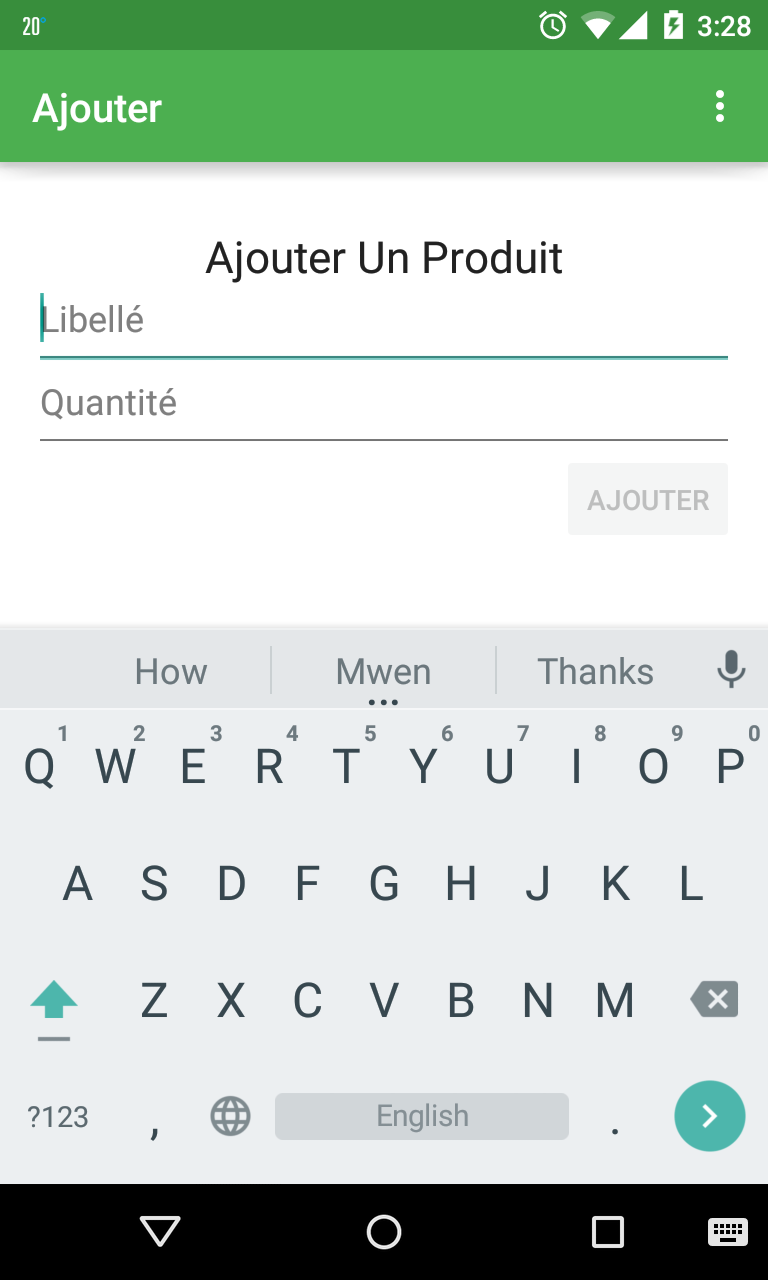 20° 3:28
Ajouter
Ajouter Un Produit
Libellé
Quantité
AJOUTER
How Mwen Thanks
1 2 3 4 5 6 7 8 9 0
Q W E R T Y U I O P
A S D F G H J K L
Z X C V B N M
?123 , English .